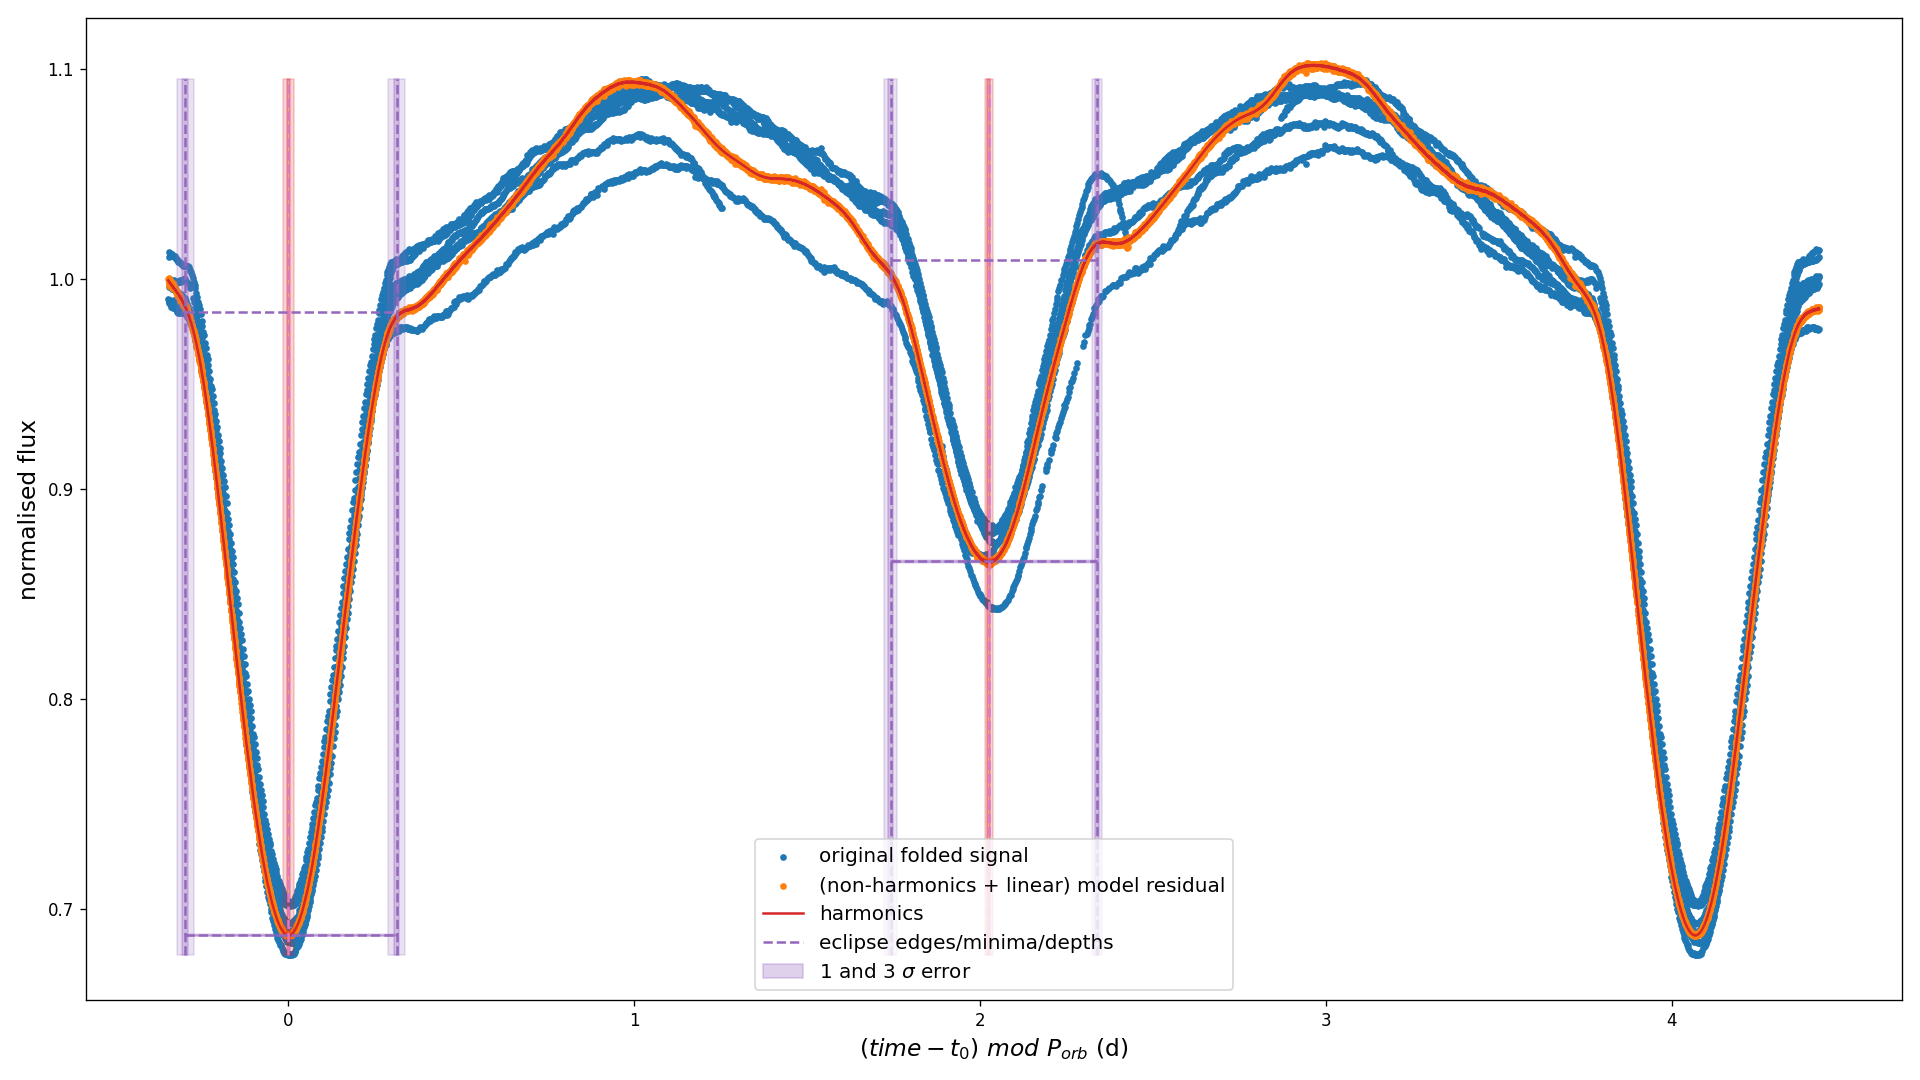 normalised flux
1.1
1.0
0.9
0.8
0.7
0
1
2
3
4
(time − t₀) mod P_orb (d)
original folded signal
(non-harmonics + linear) model residual
harmonics
eclipse edges/minima/depths
1 and 3 σ error